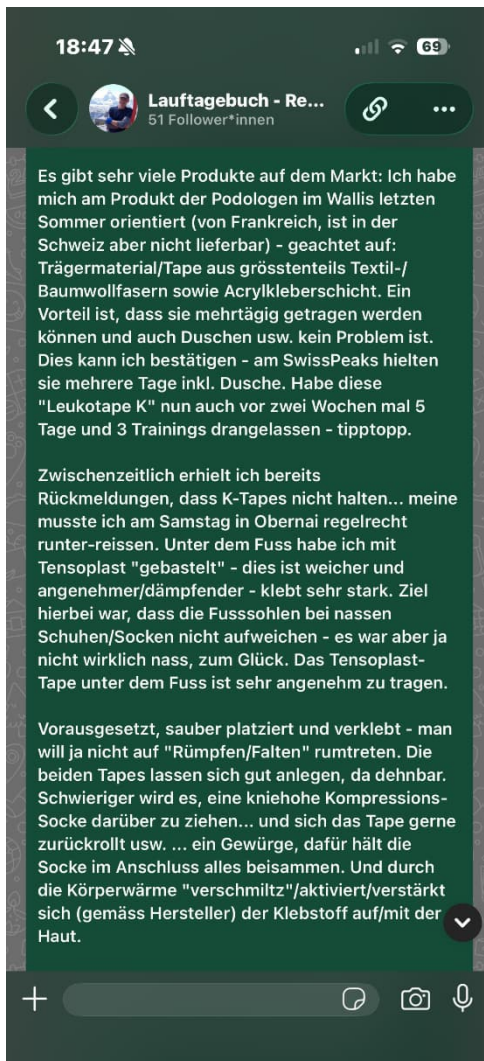 18:47
69
Lauftagebuch - Re...
51 Follower*innen
Es gibt sehr viele Produkte auf dem Markt: Ich habe
mich am Produkt der Podologen im Wallis letzten
Sommer orientiert (von Frankreich, ist in der
Schweiz aber nicht lieferbar) - geachtet auf:
Trägermaterial/Tape aus grösstenteils Textil-/
Baumwollfasern sowie Acrylkleberschicht. Ein
Vorteil ist, dass sie mehrtägig getragen werden
können und auch Duschen usw. kein Problem ist.
Dies kann ich bestätigen - am SwissPeaks hielten
sie mehrere Tage inkl. Dusche. Habe diese
"Leukotape K" nun auch vor zwei Wochen mal 5
Tage und 3 Trainings drangelassen - tipptopp.
Zwischenzeitlich erhielt ich bereits
Rückmeldungen, dass K-Tapes nicht halten... meine
musste ich am Samstag in Obernai regelrecht
runter-reissen. Unter dem Fuss habe ich mit
Tensoplast "gebastelt" - dies ist weicher und
angenehmer/dämpfender - klebt sehr stark. Ziel
hierbei war, dass die Fusssohlen bei nassen
Schuhen/Socken nicht aufweichen - es war aber ja
nicht wirklich nass, zum Glück. Das Tensoplast-
Tape unter dem Fuss ist sehr angenehm zu tragen.
Vorausgesetzt, sauber platziert und verklebt - man
will ja nicht auf "Rümpfen/Falten" rumtreten. Die
beiden Tapes lassen sich gut anlegen, da dehnbar.
Schwieriger wird es, eine kniehohe Kompressions-
Socke darüber zu ziehen... und sich das Tape gerne
zurückrollt usw. ... ein Gewürge, dafür hält die
Socke im Anschluss alles beisammen. Und durch
die Körperwärme "verschmiltz"/aktiviert/verstärkt
sich (gemäss Hersteller) der Klebstoff auf/mit der
Haut.